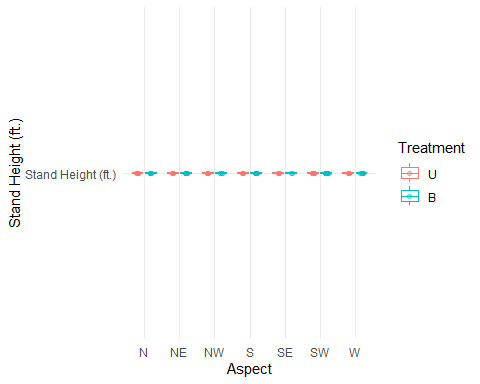 Stand Height (ft.)
Stand Height (ft.)
Treatment
U
B
N NE NW S SE SW W
Aspect